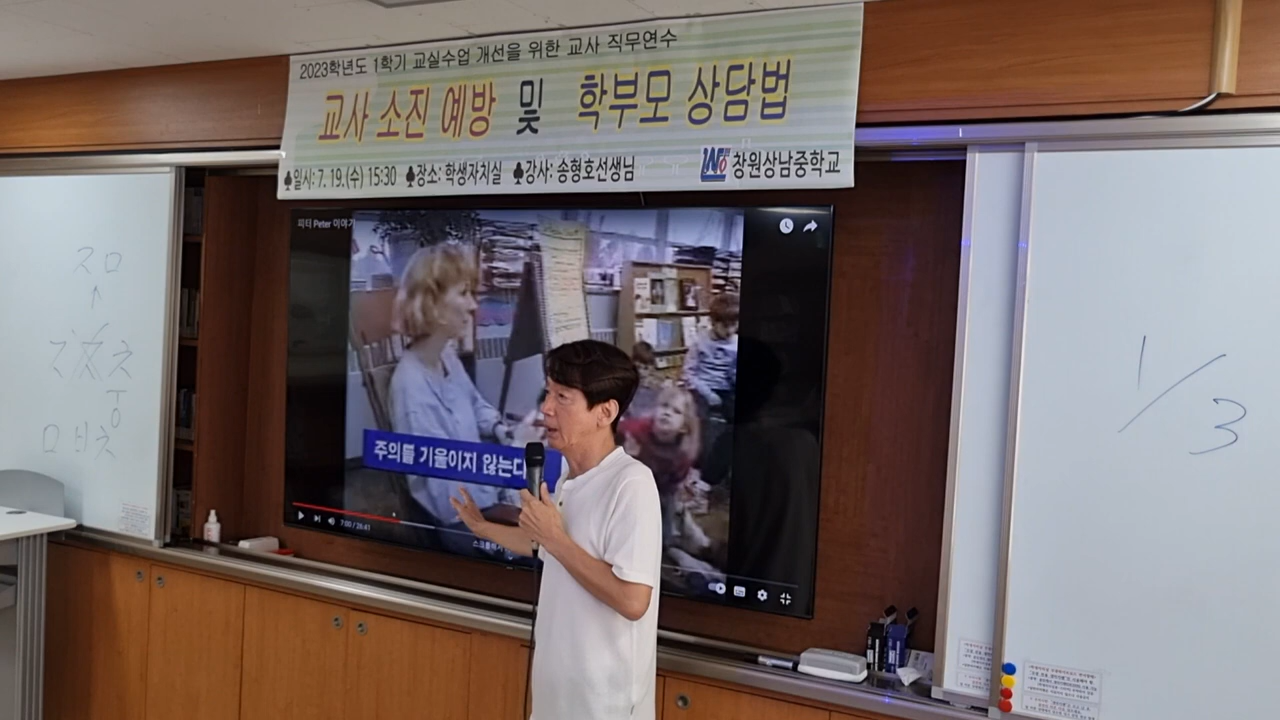 2023학년도 1학기 교실수업 개선을 위한 교사 직무연수
교사 소진 예방 및 학부모 상담법
♠일시: 7. 19.(수) 15:30 ♠장소: 학생자치실 ♠강사: 송형호선생님
창원상남중학교
피터 Peter 이야기
주의를 기울이지 않는다
7:00 / 26:41
ㅈㅁ
↑
ㄱ ㅊ
ㅁ ㅂ
1/3